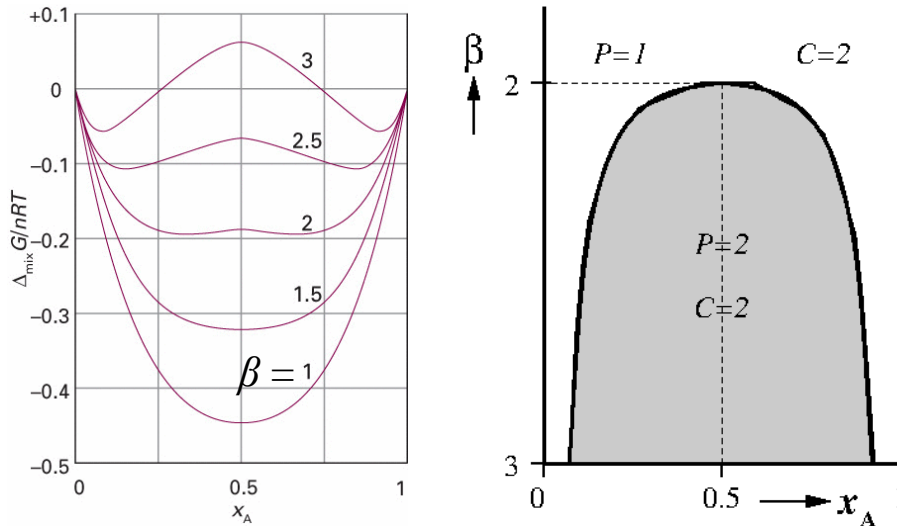 +0.1
0
−0.1
−0.2
−0.3
−0.4
−0.5
Δmix G/nRT
3
2.5
2
1.5
β = 1
0
0.5
1
xA
β
P=1
C=2
2
P=2
C=2
3
0
0.5
xA